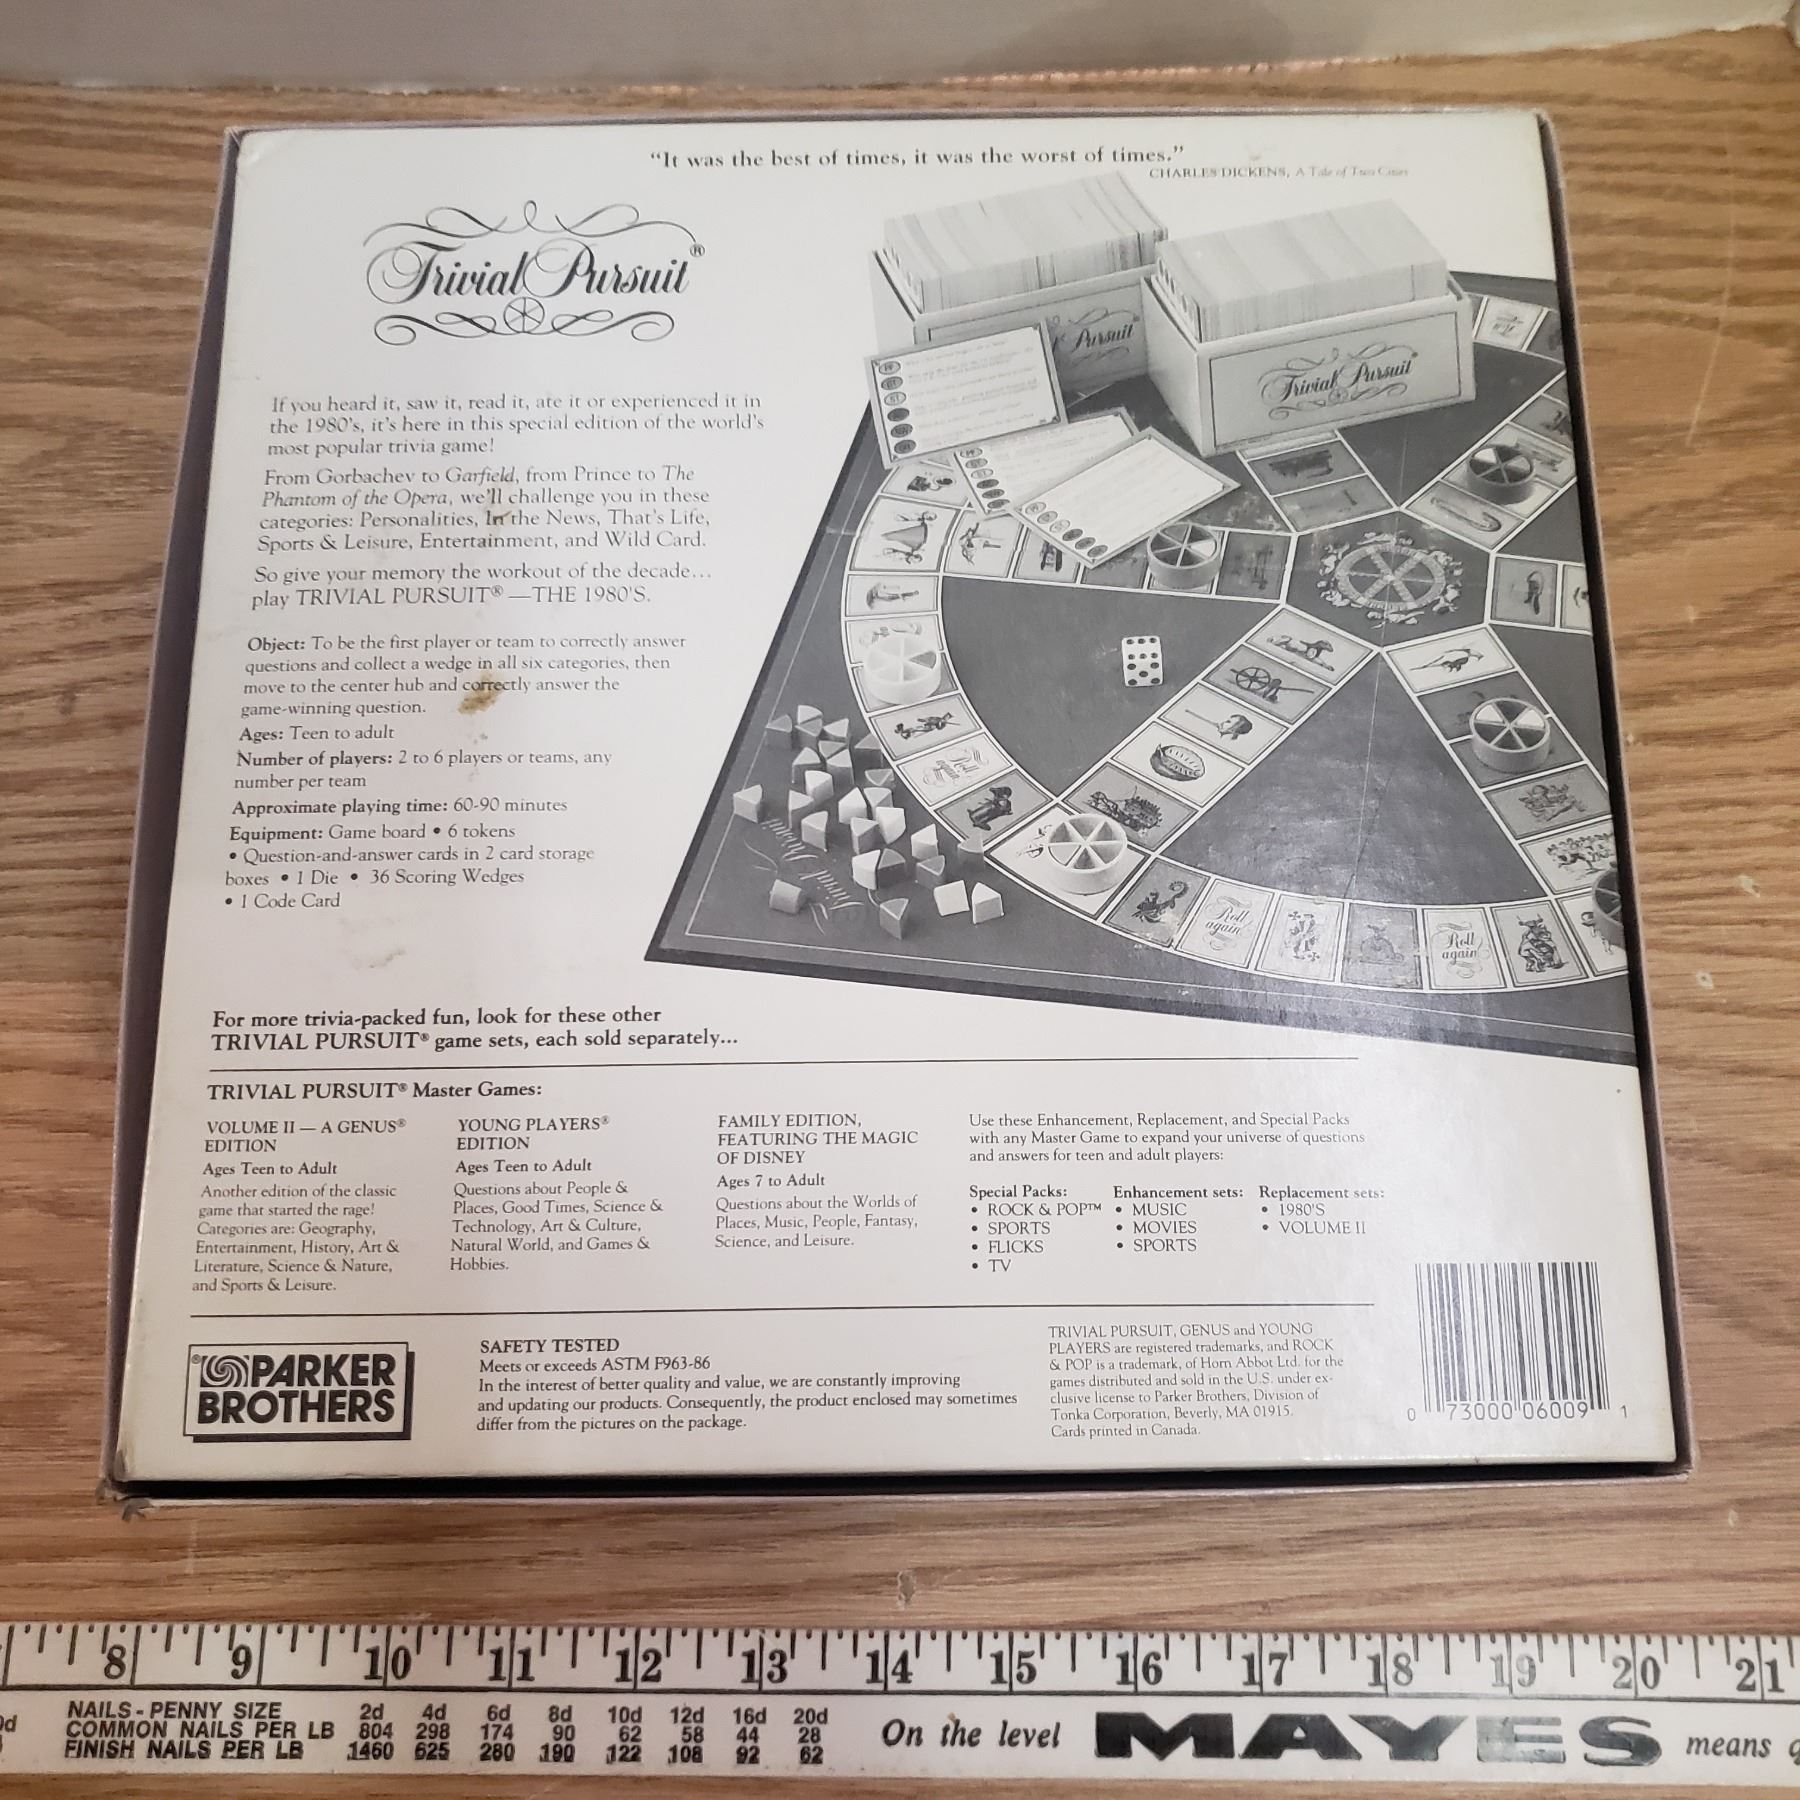 "It was the best of times, it was the worst of times."
CHARLES DICKENS, A Tale of Two Cities
Trivial Pursuit®
If you heard it, saw it, read it, ate it or experienced it in
the 1980's, it's here in this special edition of the world's
most popular trivia game!
From Gorbachev to Garfield, from Prince to The
Phantom of the Opera, we'll challenge you in these
categories: Personalities, In the News, That's Life,
Sports & Leisure, Entertainment, and Wild Card.
So give your memory the workout of the decade...
play TRIVIAL PURSUIT® —THE 1980'S.
Object: To be the first player or team to correctly answer
questions and collect a wedge in all six categories, then
move to the center hub and correctly answer the
game-winning question.
Ages: Teen to adult
Number of players: 2 to 6 players or teams, any
number per team
Approximate playing time: 60-90 minutes
Equipment: Game board • 6 tokens
• Question-and-answer cards in 2 card storage
boxes • 1 Die • 36 Scoring Wedges
• 1 Code Card
Pursuit
Trivial Pursuit
Roll
again
Trivial Pursuit
Roll
again
Roll
again
For more trivia-packed fun, look for these other
TRIVIAL PURSUIT® game sets, each sold separately...
TRIVIAL PURSUIT® Master Games:
VOLUME II — A GENUS®
EDITION
Ages Teen to Adult
Another edition of the classic
game that started the rage!
Categories are: Geography,
Entertainment, History, Art &
Literature, Science & Nature,
and Sports & Leisure.
YOUNG PLAYERS®
EDITION
Ages Teen to Adult
Questions about People &
Places, Good Times, Science &
Technology, Art & Culture,
Natural World, and Games &
Hobbies.
FAMILY EDITION,
FEATURING THE MAGIC
OF DISNEY
Ages 7 to Adult
Questions about the Worlds of
Places, Music, People, Fantasy,
Science, and Leisure.
Use these Enhancement, Replacement, and Special Packs
with any Master Game to expand your universe of questions
and answers for teen and adult players:
Special Packs:
• ROCK & POP™
• SPORTS
• FLICKS
• TV
Enhancement sets:
• MUSIC
• MOVIES
• SPORTS
Replacement sets:
• 1980'S
• VOLUME II
PARKER
BROTHERS
SAFETY TESTED
Meets or exceeds ASTM F963-86
In the interest of better quality and value, we are constantly improving
and updating our products. Consequently, the product enclosed may sometimes
differ from the pictures on the package.
TRIVIAL PURSUIT, GENUS and YOUNG
PLAYERS are registered trademarks, and ROCK
& POP is a trademark, of Horn Abbot Ltd. for the
games distributed and sold in the U.S. under ex-
clusive license to Parker Brothers, Division of
Tonka Corporation, Beverly, MA 01915.
Cards printed in Canada.
0 73000 06009 1
8 9 10 11 12 13 14 15 16 17 18 19 20 21
NAILS - PENNY SIZE 2d 4d 6d 8d 10d 12d 16d 20d
COMMON NAILS PER LB 804 298 174 90 62 58 44 28
FINISH NAILS PER LB 1460 625 280 190 122 108 92 62
On the level MAYES means